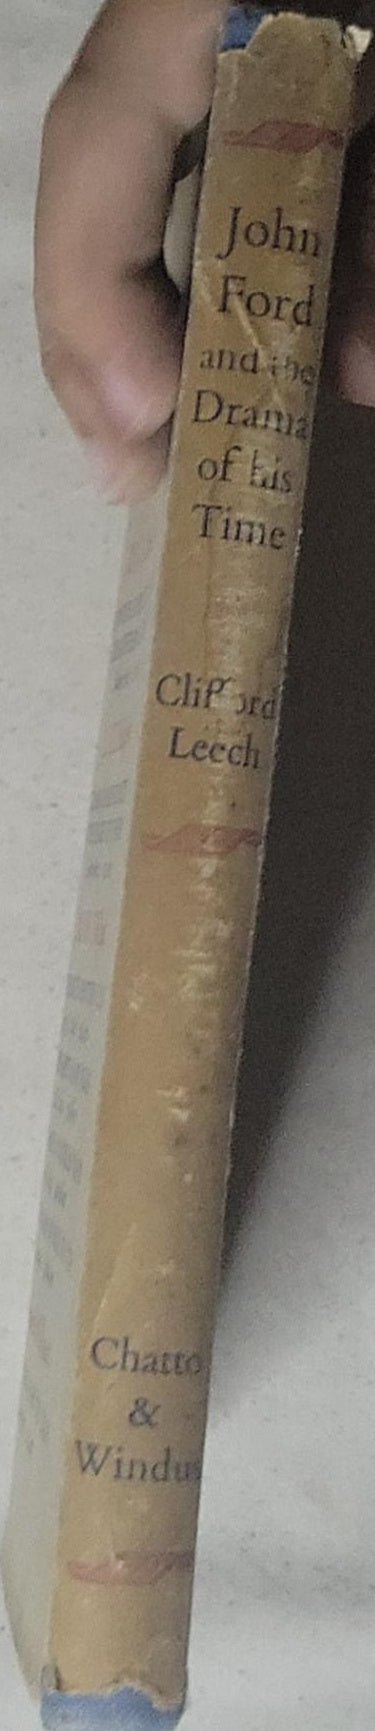 John
Ford
and the
Drama
of his
Time
Clifford
Leech
Chatto
&
Windus